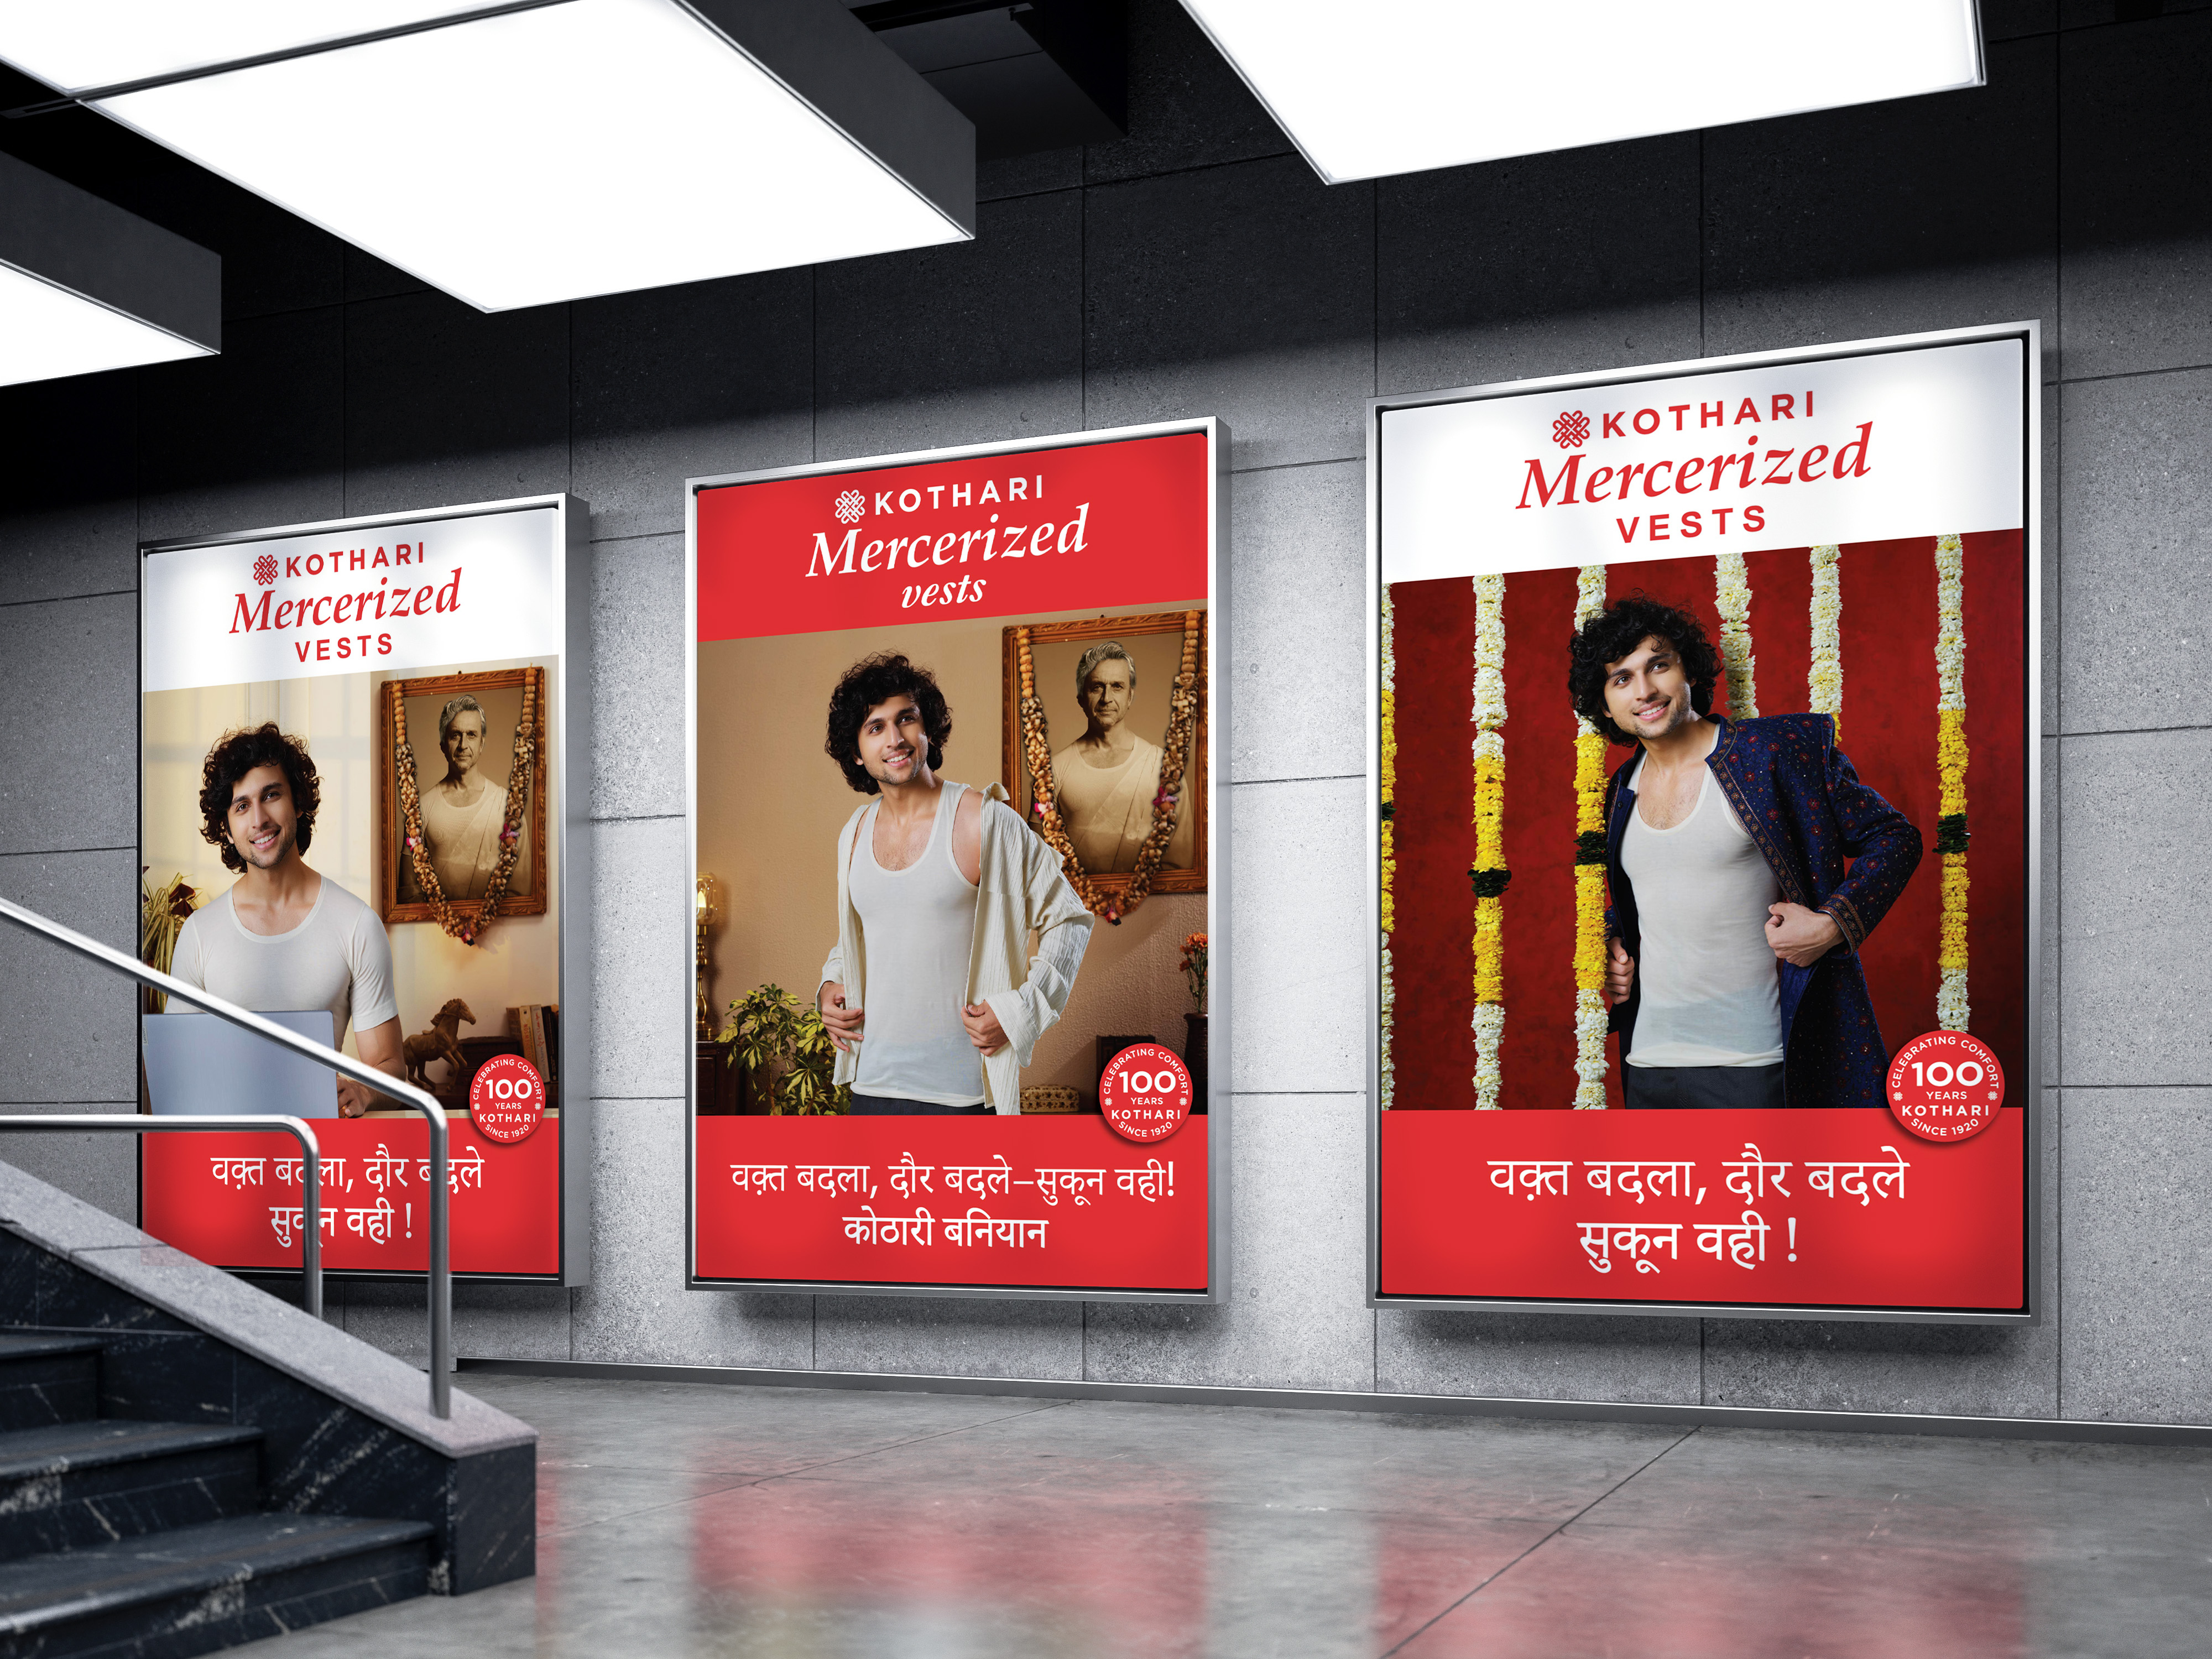 KOTHARI
Mercerized
VESTS
CELEBRATING COMFORT
100
YEARS
KOTHARI
SINCE 1920
वक़्त बदला, दौर बदले
सुकून वही !
KOTHARI
Mercerized
vests
CELEBRATING COMFORT
100
YEARS
KOTHARI
SINCE 1920
वक़्त बदला, दौर बदले–सुकून वही!
कोठारी बनियान
KOTHARI
Mercerized
VESTS
CELEBRATING COMFORT
100
YEARS
KOTHARI
SINCE 1920
वक़्त बदला, दौर बदले
सुकून वही !